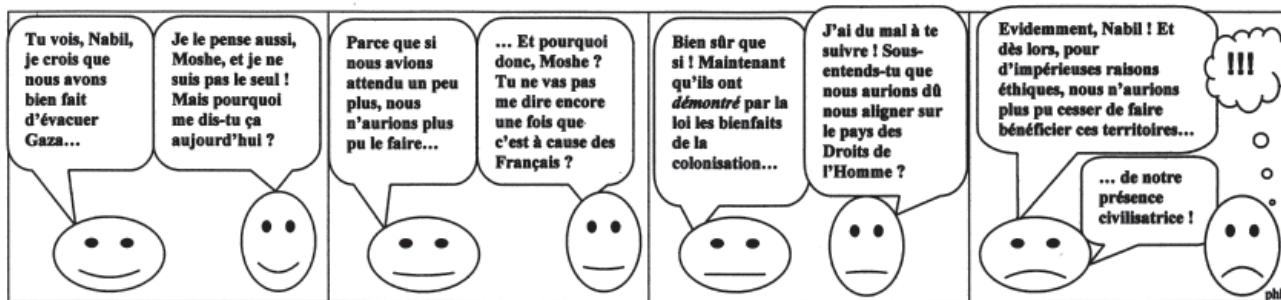 Tu vois, Nabil,
je crois que
nous avons
bien fait
d'évacuer
Gaza…
Je le pense aussi,
Moshe, et je ne
suis pas le seul !
Mais pourquoi
me dis-tu ça
aujourd'hui ?
Parce que si
nous avions
attendu un peu
plus, nous
n'aurions plus
pu le faire…
… Et pourquoi
donc, Moshe ?
Tu ne vas pas
me dire encore
une fois que
c'est à cause des
Français ?
Bien sûr que
si ! Maintenant
qu'ils ont
démontré par la
loi les bienfaits
de la
colonisation…
J'ai du mal à te
suivre ! Sous-
entends-tu que
nous aurions dû
nous aligner sur
le pays des
Droits de
l'Homme ?
Evidemment, Nabil ! Et
dès lors, pour
d'impérieuses raisons
éthiques, nous n'aurions
plus pu cesser de faire
bénéficier ces territoires…
!!!
… de notre
présence
civilisatrice !